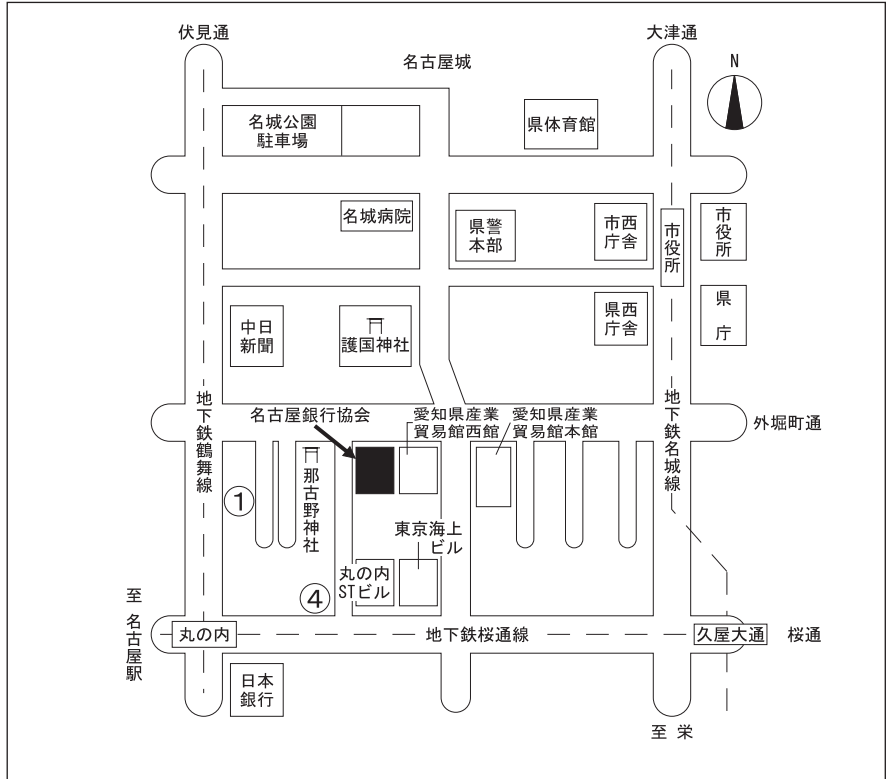 伏見通
大津通
名古屋城
N
名城公園
駐車場
県体育館
名城病院
県警
本部
市西
庁舎
市役所
市役所
中日
新聞
護国神社
県西
庁舎
県庁
地下鉄鶴舞線
名古屋銀行協会
愛知県産業
貿易館西館
愛知県産業
貿易館本館
地下鉄名城線
外堀町通
①
那古野神社
東京海上
ビル
丸の内
STビル
④
至名古屋駅
丸の内
地下鉄桜通線
久屋大通
桜通
日本
銀行
至 栄